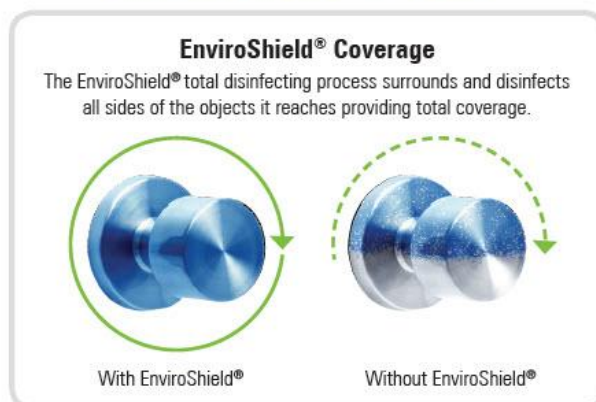 EnviroShield® Coverage
The EnviroShield® total disinfecting process surrounds and disinfects
all sides of the objects it reaches providing total coverage.
With EnviroShield®
Without EnviroShield®